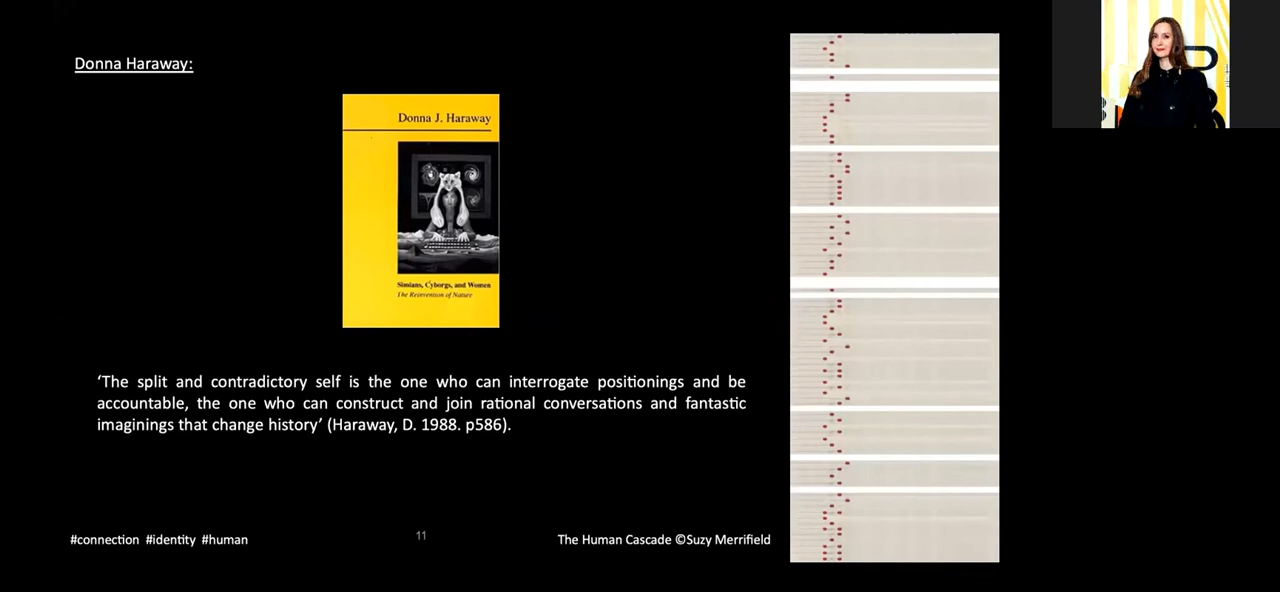 Donna Haraway:
Donna J. Haraway
Simians, Cyborgs, and Women
The Reinvention of Nature
‘The split and contradictory self is the one who can interrogate positionings and be
accountable, the one who can construct and join rational conversations and fantastic
imaginings that change history’ (Haraway, D. 1988. p586).
#connection #identity #human
11
The Human Cascade ©Suzy Merrifield